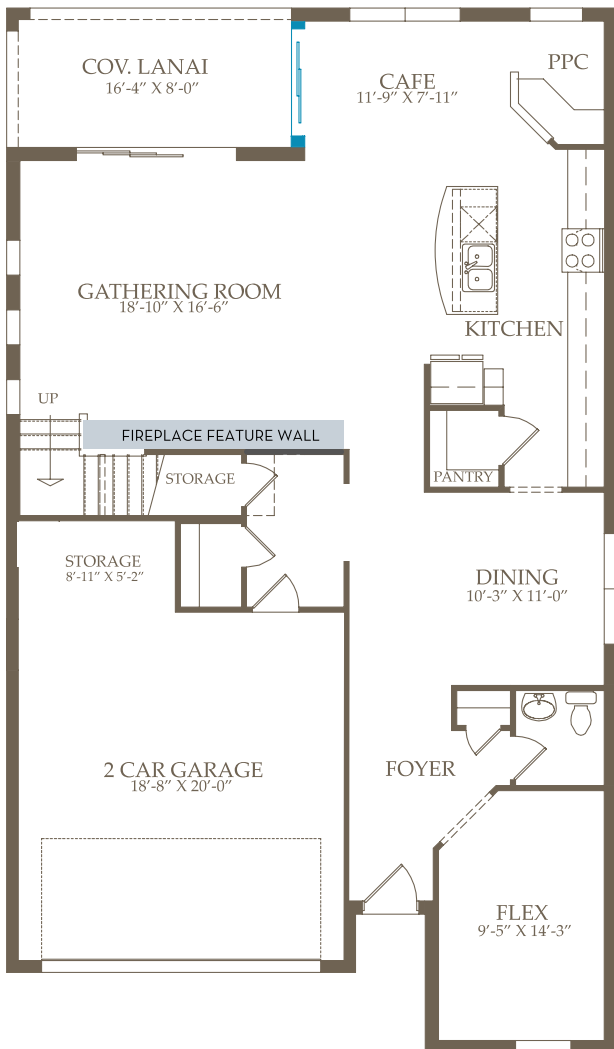 COV. LANAI
16'-4" X 8'-0"
CAFE
11'-9" X 7'-11"
PPC
GATHERING ROOM
18'-10" X 16'-6"
KITCHEN
UP
FIREPLACE FEATURE WALL
STORAGE
PANTRY
STORAGE
8'-11" X 5'-2"
DINING
10'-3" X 11'-0"
2 CAR GARAGE
18'-8" X 20'-0"
FOYER
FLEX
9'-5" X 14'-3"